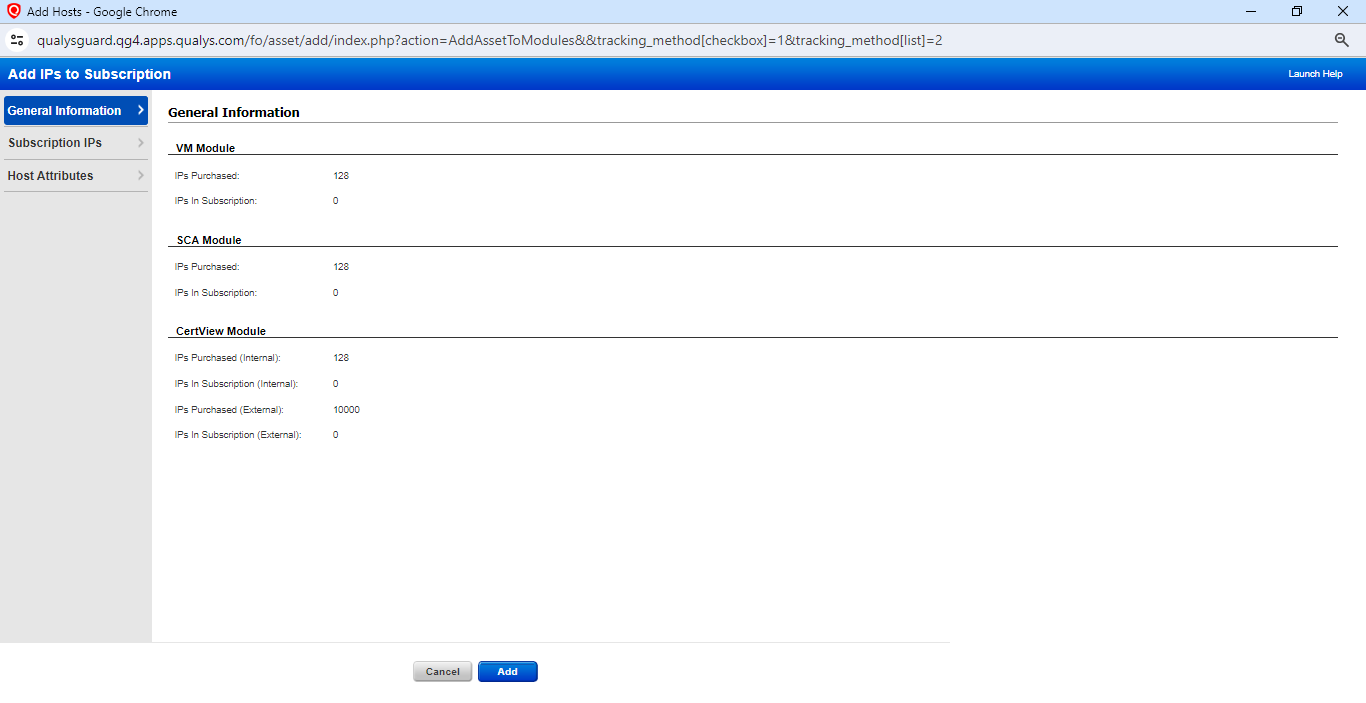 Add Hosts - Google Chrome
qualysguard.qg4.apps.qualys.com/fo/asset/add/index.php?action=AddAssetToModules&&tracking_method[checkbox]=1&tracking_method[list]=2
Add IPs to Subscription
Launch Help
General Information
Subscription IPs
Host Attributes
General Information
VM Module
IPs Purchased: 128
IPs In Subscription: 0
SCA Module
IPs Purchased: 128
IPs In Subscription: 0
CertView Module
IPs Purchased (Internal): 128
IPs In Subscription (Internal): 0
IPs Purchased (External): 10000
IPs In Subscription (External): 0
Cancel
Add